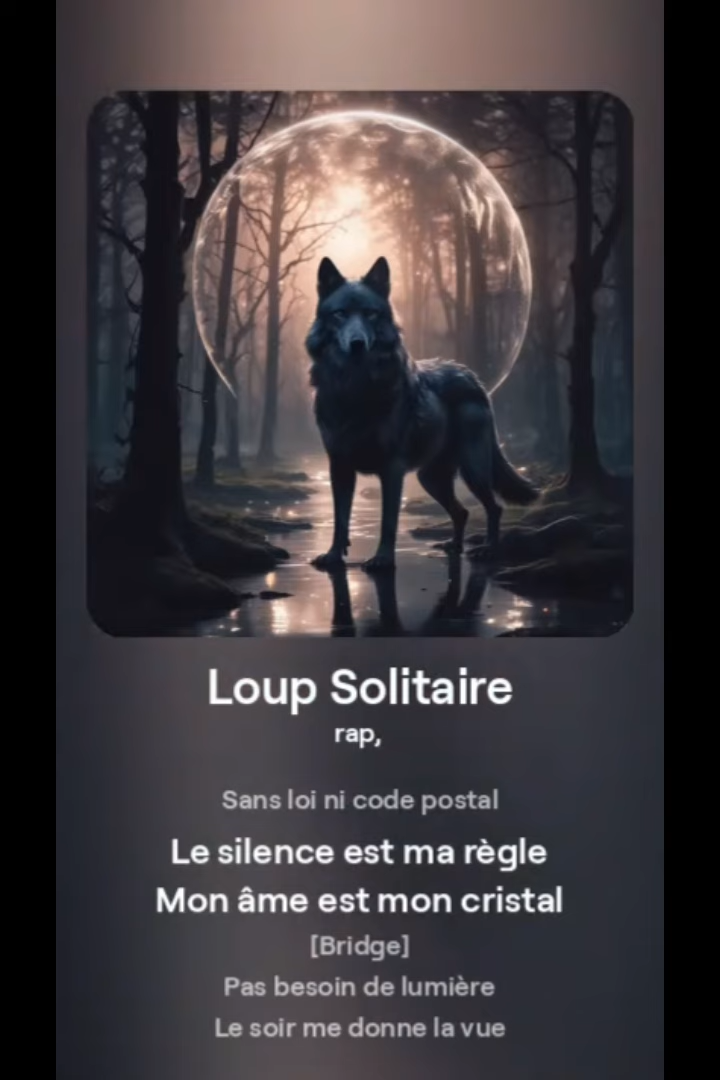 Loup Solitaire
rap,
Sans loi ni code postal
Le silence est ma règle
Mon âme est mon cristal
[Bridge]
Pas besoin de lumière
Le soir me donne la vue